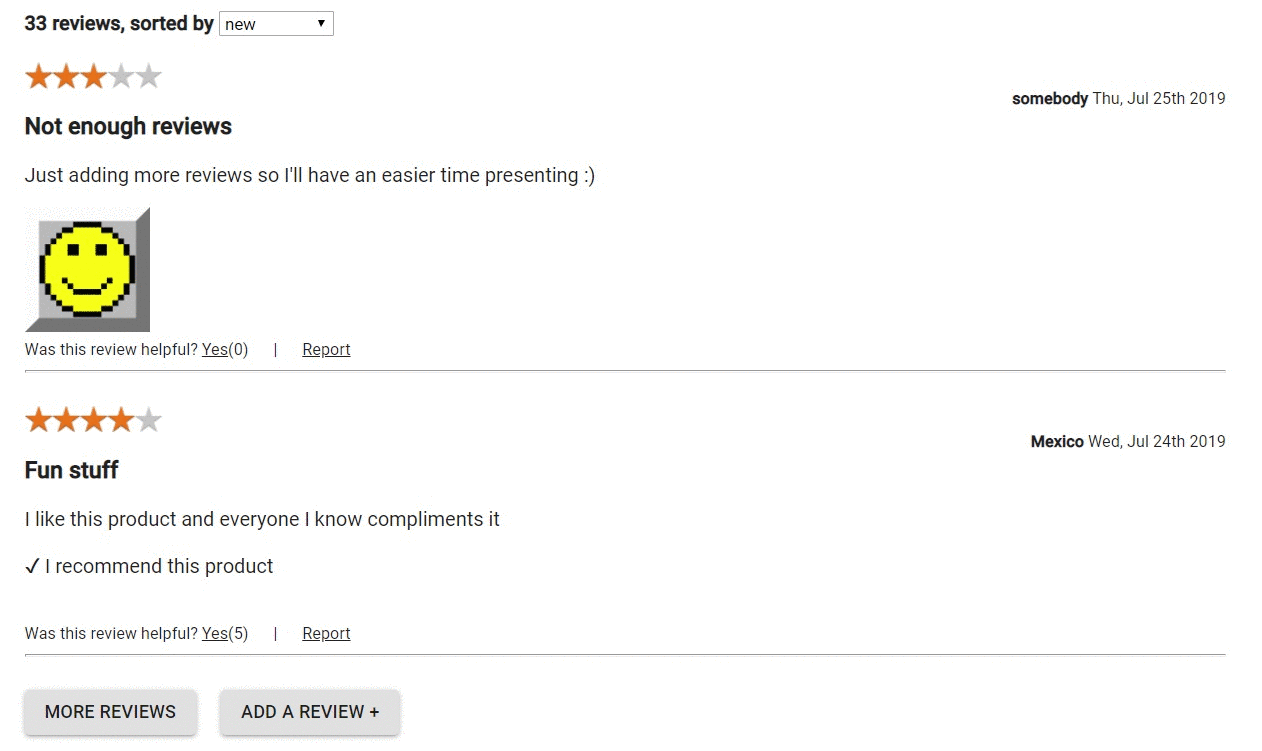 33 reviews, sorted by new
somebody Thu, Jul 25th 2019
Not enough reviews
Just adding more reviews so I'll have an easier time presenting :)
Was this review helpful? Yes(0) | Report
Mexico Wed, Jul 24th 2019
Fun stuff
I like this product and everyone I know compliments it
✓ I recommend this product
Was this review helpful? Yes(5) | Report
MORE REVIEWS ADD A REVIEW +